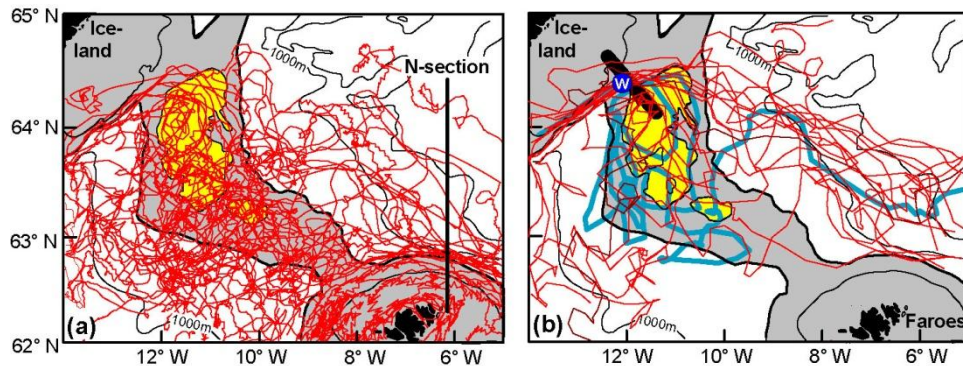 65° N
64° N
63° N
62° N
Ice-
land
1000m
N-section
(a)
1000m
12° W
10° W
8° W
6° W
Ice-
land
W
1000m
(b)
1000m
Faroes
12° W
10° W
8° W
6° W